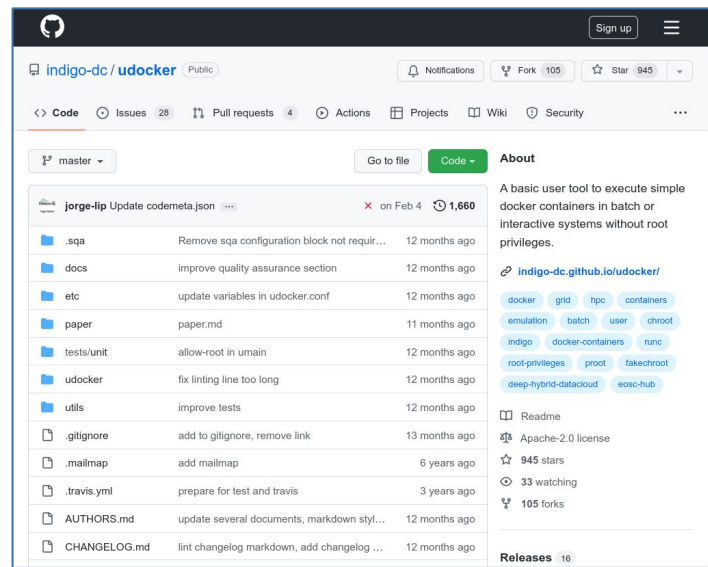 Sign up
indigo-dc / udocker Public
Notifications Fork 105 Star 945
Code Issues 28 Pull requests 4 Actions Projects Wiki Security ...
master Go to file Code
jorge-lip Update codemeta.json ... on Feb 4 1,660
.sqa Remove sqa configuration block not requir... 12 months ago
docs improve quality assurance section 12 months ago
etc update variables in udocker.conf 12 months ago
paper paper.md 11 months ago
tests/unit allow-root in umain 12 months ago
udocker fix linting line too long 12 months ago
utils improve tests 12 months ago
.gitignore add to gitignore, remove link 13 months ago
.mailmap add mailmap 6 years ago
.travis.yml prepare for test and travis 3 years ago
AUTHORS.md update several documents, markdown styl... 12 months ago
CHANGELOG.md lint changelog markdown, add changelog ... 12 months ago
About
A basic user tool to execute simple
docker containers in batch or
interactive systems without root
privileges.
indigo-dc.github.io/udocker/
docker grid hpc containers
emulation batch user chroot
indigo docker-containers runc
root-privileges proot fakechroot
deep-hybrid-datacloud eosc-hub
Readme
Apache-2.0 license
945 stars
33 watching
105 forks
Releases 16